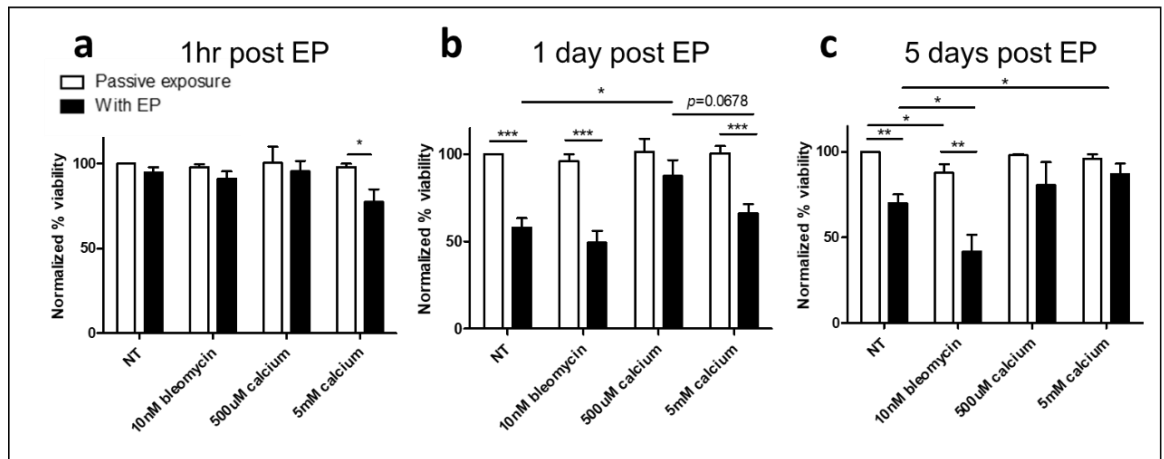 a
1hr post EP
Passive exposure
With EP
*
Normalized % viability
100
50
0
NT
10nM bleomycin
500uM calcium
5mM calcium
b
1 day post EP
*
p=0.0678
***
***
***
Normalized % viability
100
50
0
NT
10nM bleomycin
500uM calcium
5mM calcium
c
5 days post EP
*
*
*
**
**
Normalized % viability
100
50
0
NT
10nM bleomycin
500uM calcium
5mM calcium